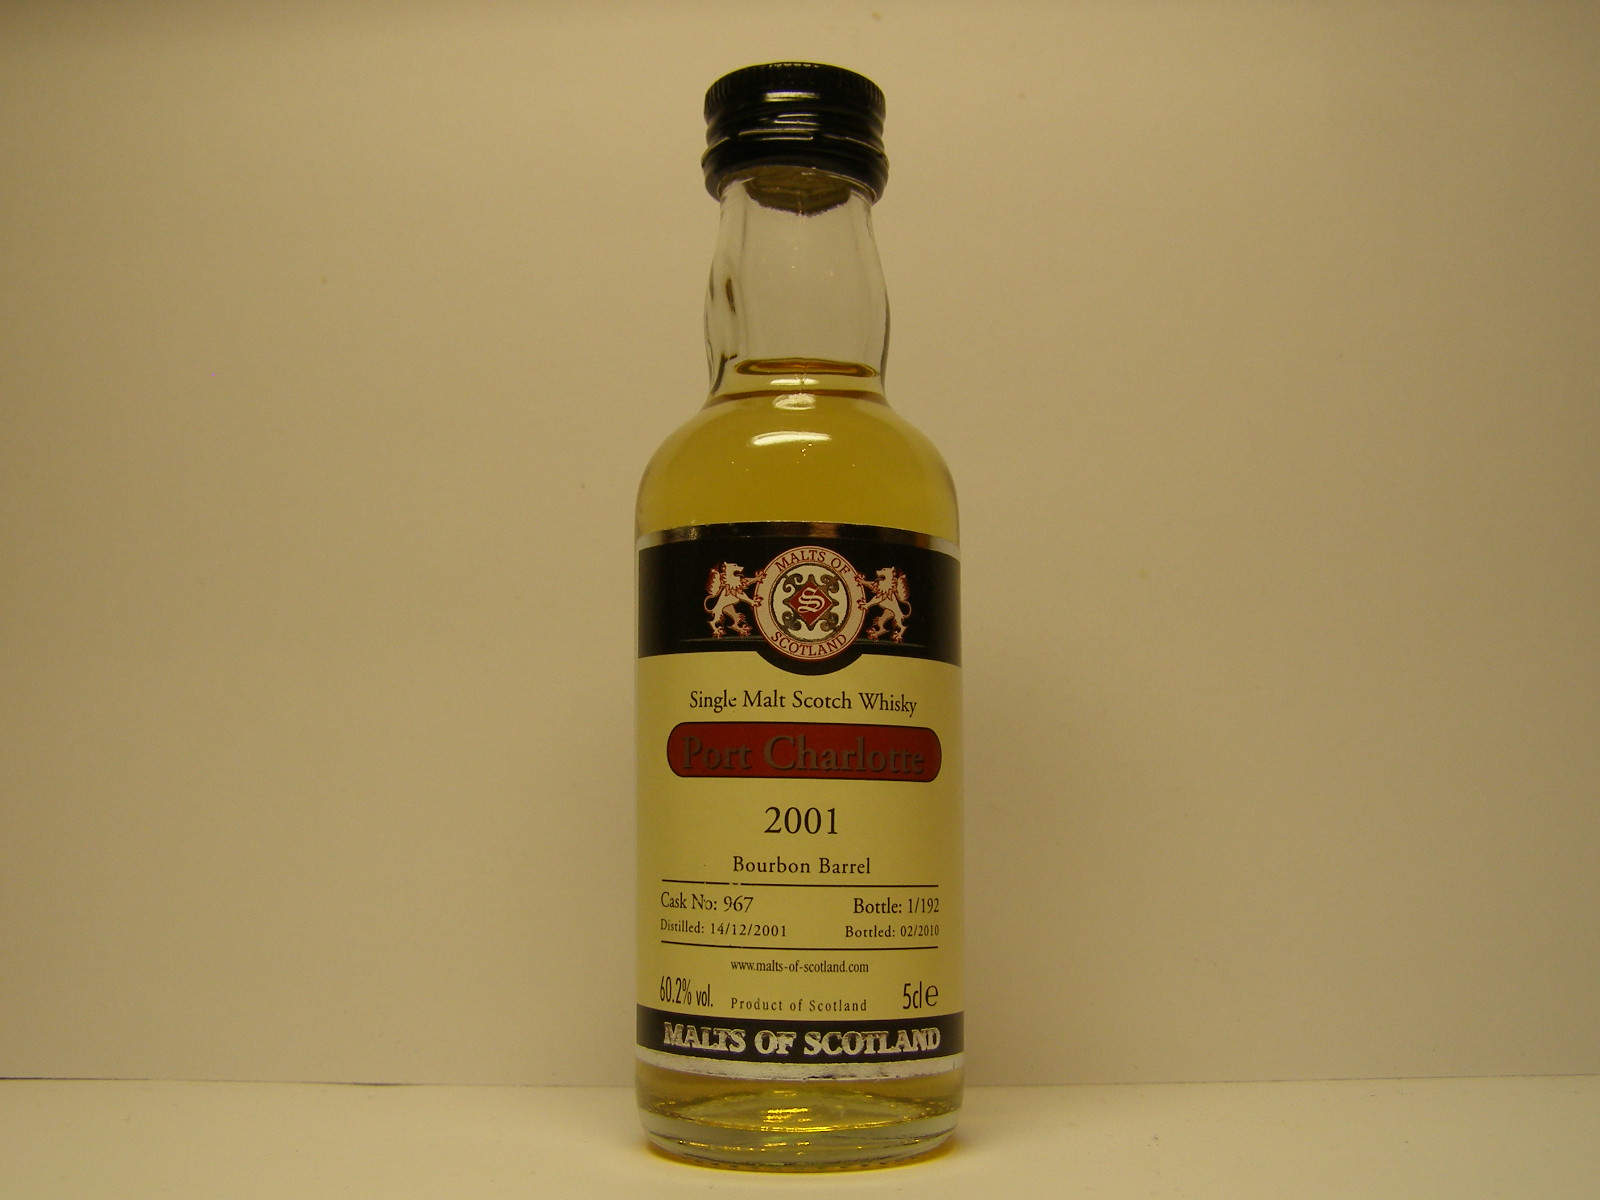 MALTS OF
S
SCOTLAND
Single Malt Scotch Whisky
Port Charlotte
2001
Bourbon Barrel
Cask No: 967 Bottle: 1/192
Distilled: 14/12/2001 Bottled: 02/2010
www.malts-of-scotland.com
60.2% vol. Product of Scotland 5cl e
MALTS OF SCOTLAND